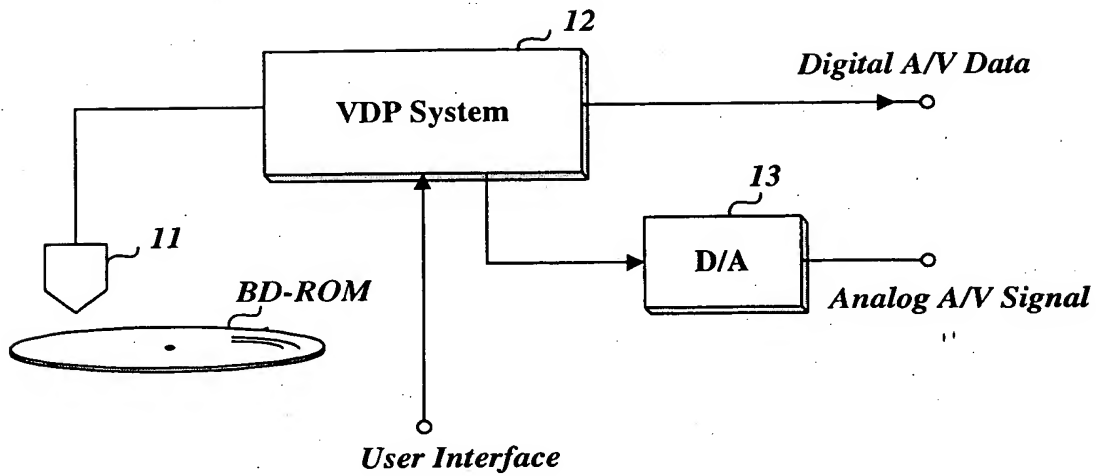 12
VDP System
Digital A/V Data
13
D/A
11
BD-ROM
Analog A/V Signal
User Interface